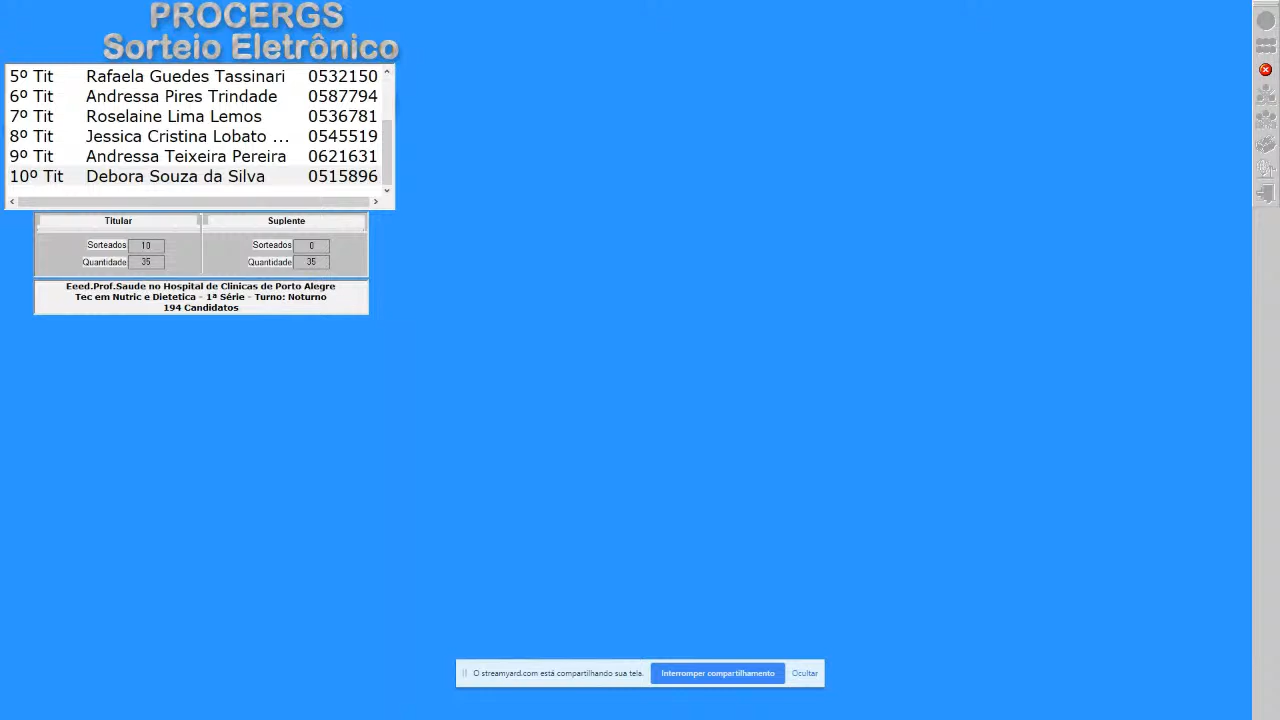 PROCERGS
Sorteio Eletrônico
5º Tit Rafaela Guedes Tassinari 0532150
6º Tit Andressa Pires Trindade 0587794
7º Tit Roselaine Lima Lemos 0536781
8º Tit Jessica Cristina Lobato ... 0545519
9º Tit Andressa Teixeira Pereira 0621631
10º Tit Debora Souza da Silva 0515896
Titular Suplente
Sorteados 10 Sorteados 0
Quantidade 35 Quantidade 35
Eeed.Prof.Saude no Hospital de Clinicas de Porto Alegre
Tec em Nutric e Dietetica - 1ª Série - Turno: Noturno
194 Candidatos
O streamyard.com está compartilhando sua tela. Interromper compartilhamento Ocultar